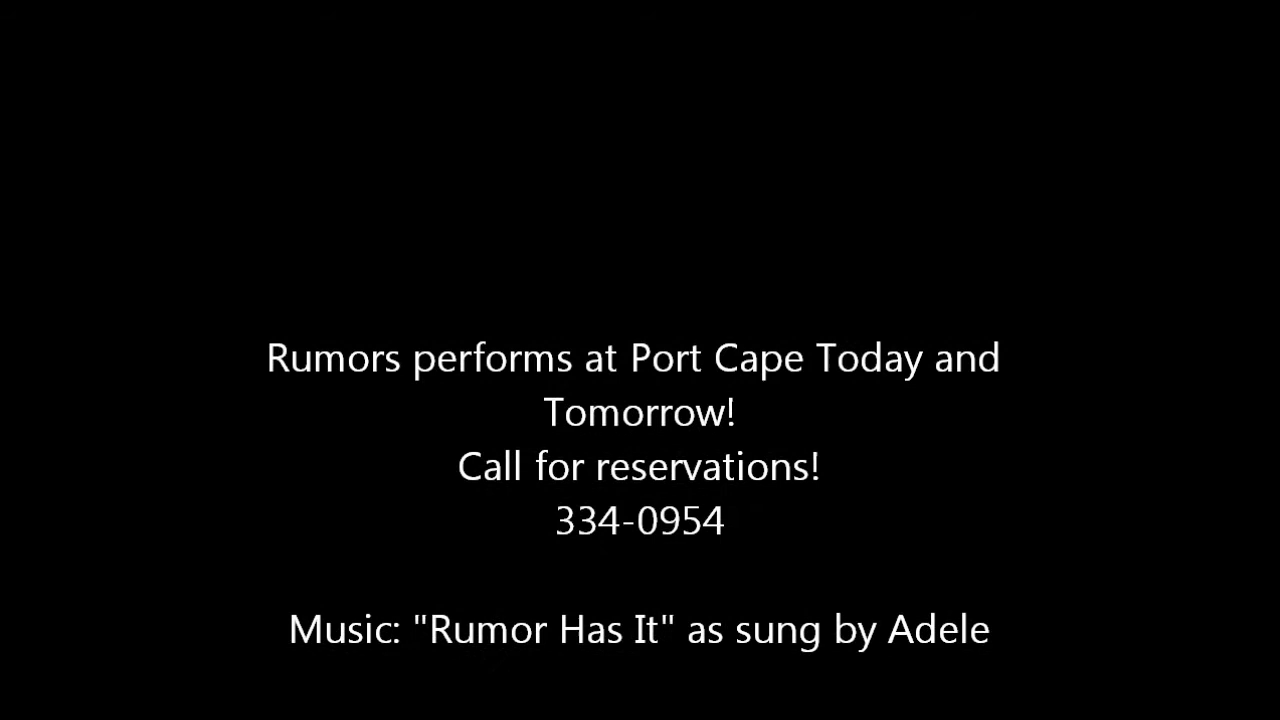 Rumors performs at Port Cape Today and
Tomorrow!
Call for reservations!
334-0954
Music: "Rumor Has It" as sung by Adele